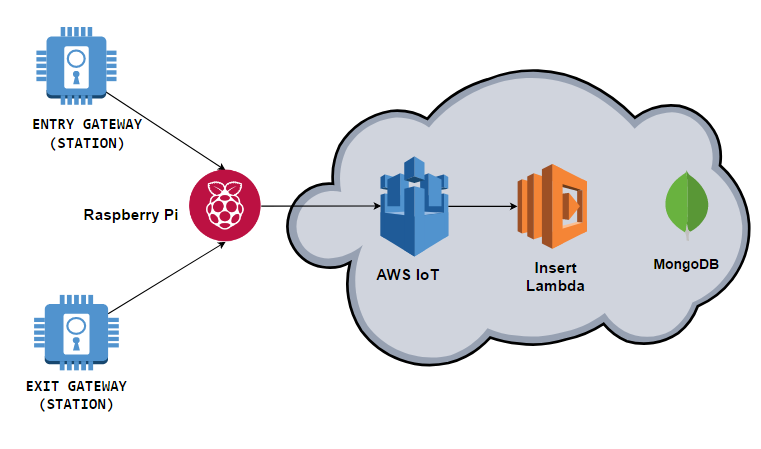 ENTRY GATEWAY
(STATION)
Raspberry Pi
AWS IoT
Insert
Lambda
MongoDB
EXIT GATEWAY
(STATION)